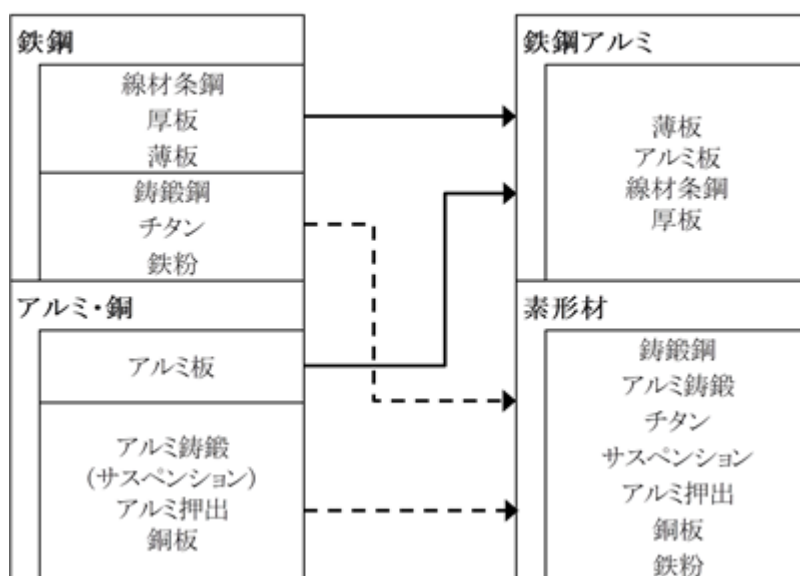 鉄鋼
線材条鋼
厚板
薄板
鋳鍛鋼
チタン
鉄粉
アルミ・銅
アルミ板
アルミ鋳鍛
(サスペンション)
アルミ押出
銅板
鉄鋼アルミ
薄板
アルミ板
線材条鋼
厚板
素形材
鋳鍛鋼
アルミ鋳鍛
チタン
サスペンション
アルミ押出
銅板
鉄粉